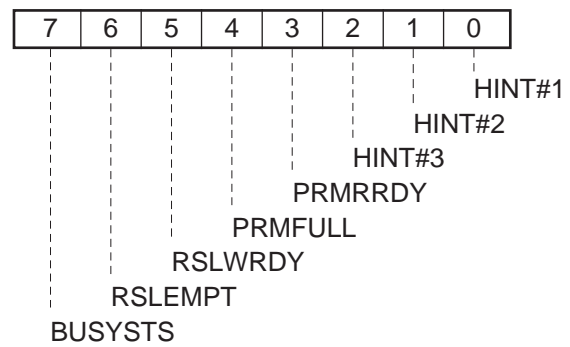 7 6 5 4 3 2 1 0
HINT#1
HINT#2
HINT#3
PRMRRDY
PRMFULL
RSLWRDY
RSLEMPT
BUSYSTS